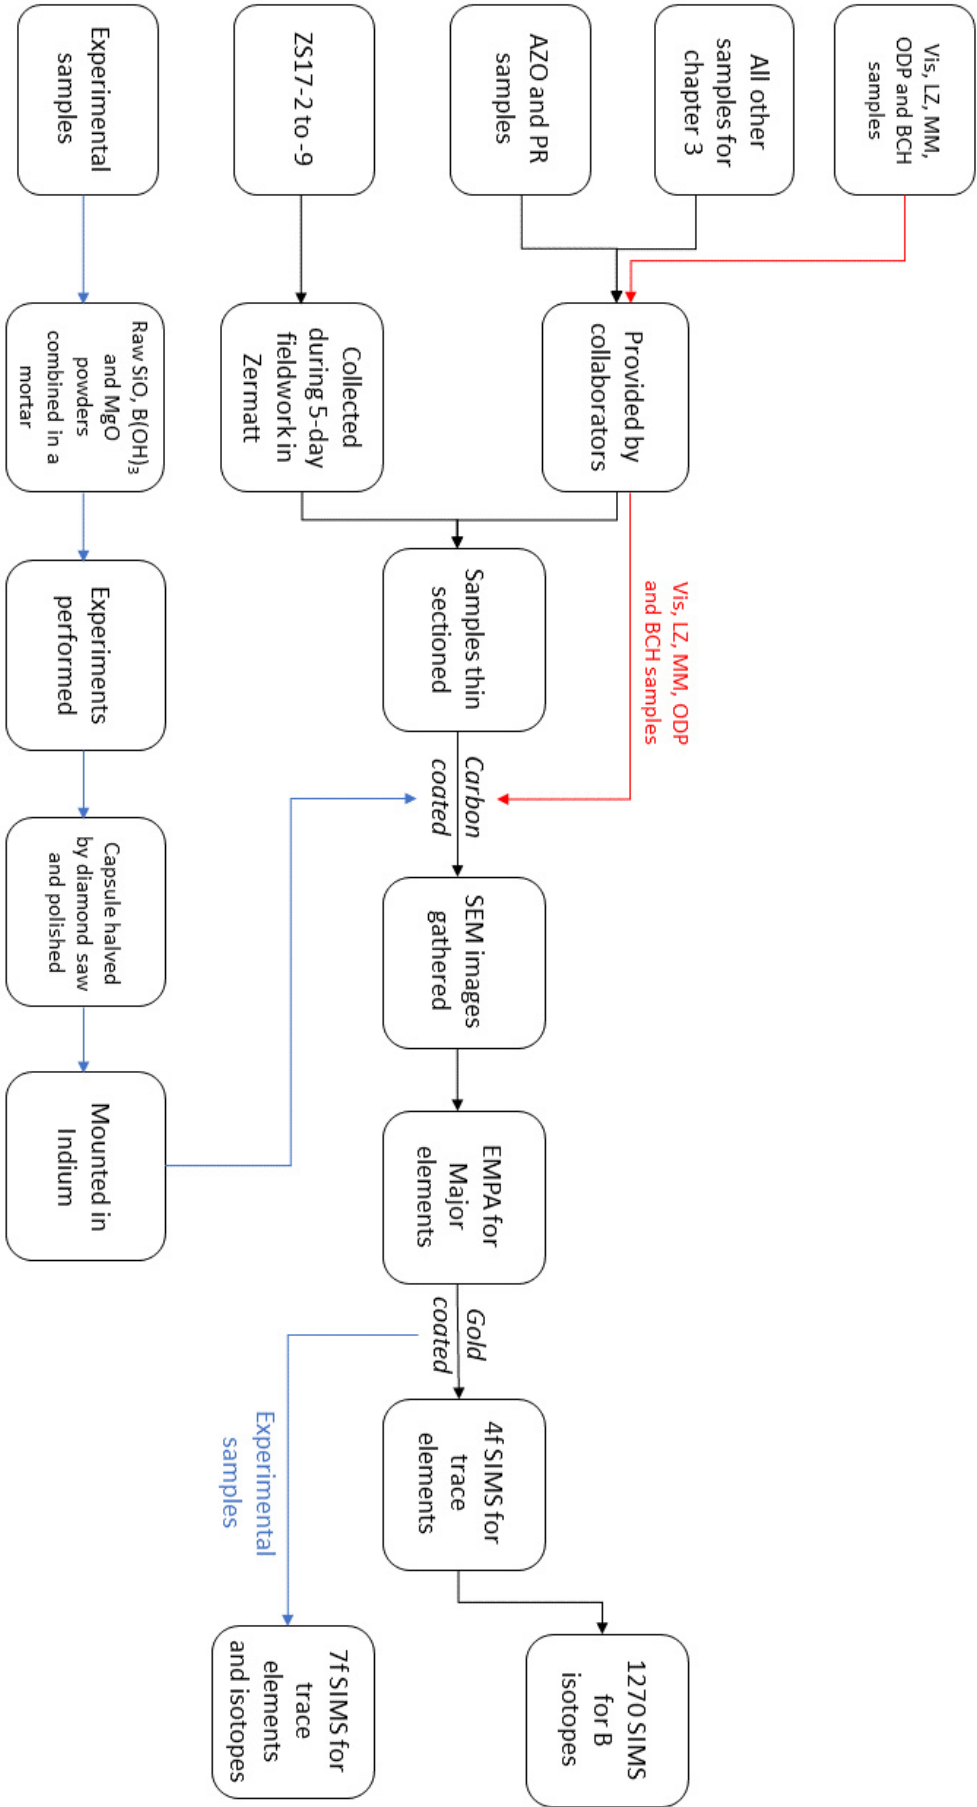 Vis, LZ, MM,
ODP and BCH
samples
All other
samples for
chapter 3
AZO and PR
samples
ZS17-2 to -9
Experimental
samples
Provided by
collaborators
Collected
during 5-day
fieldwork in
Zermatt
Raw SiO, B(OH)₃
and MgO
powders
combined in a
mortar
Vis, LZ, MM, ODP
and BCH samples
Samples thin
sectioned
Experiments
performed
Carbon
coated
Capsule halved
by diamond saw
and polished
SEM images
gathered
Mounted in
Indium
EMPA for
Major
elements
Gold
coated
Experimental
samples
4f SIMS for
trace
elements
1270 SIMS
for B
isotopes
7f SIMS for
trace
elements
and isotopes